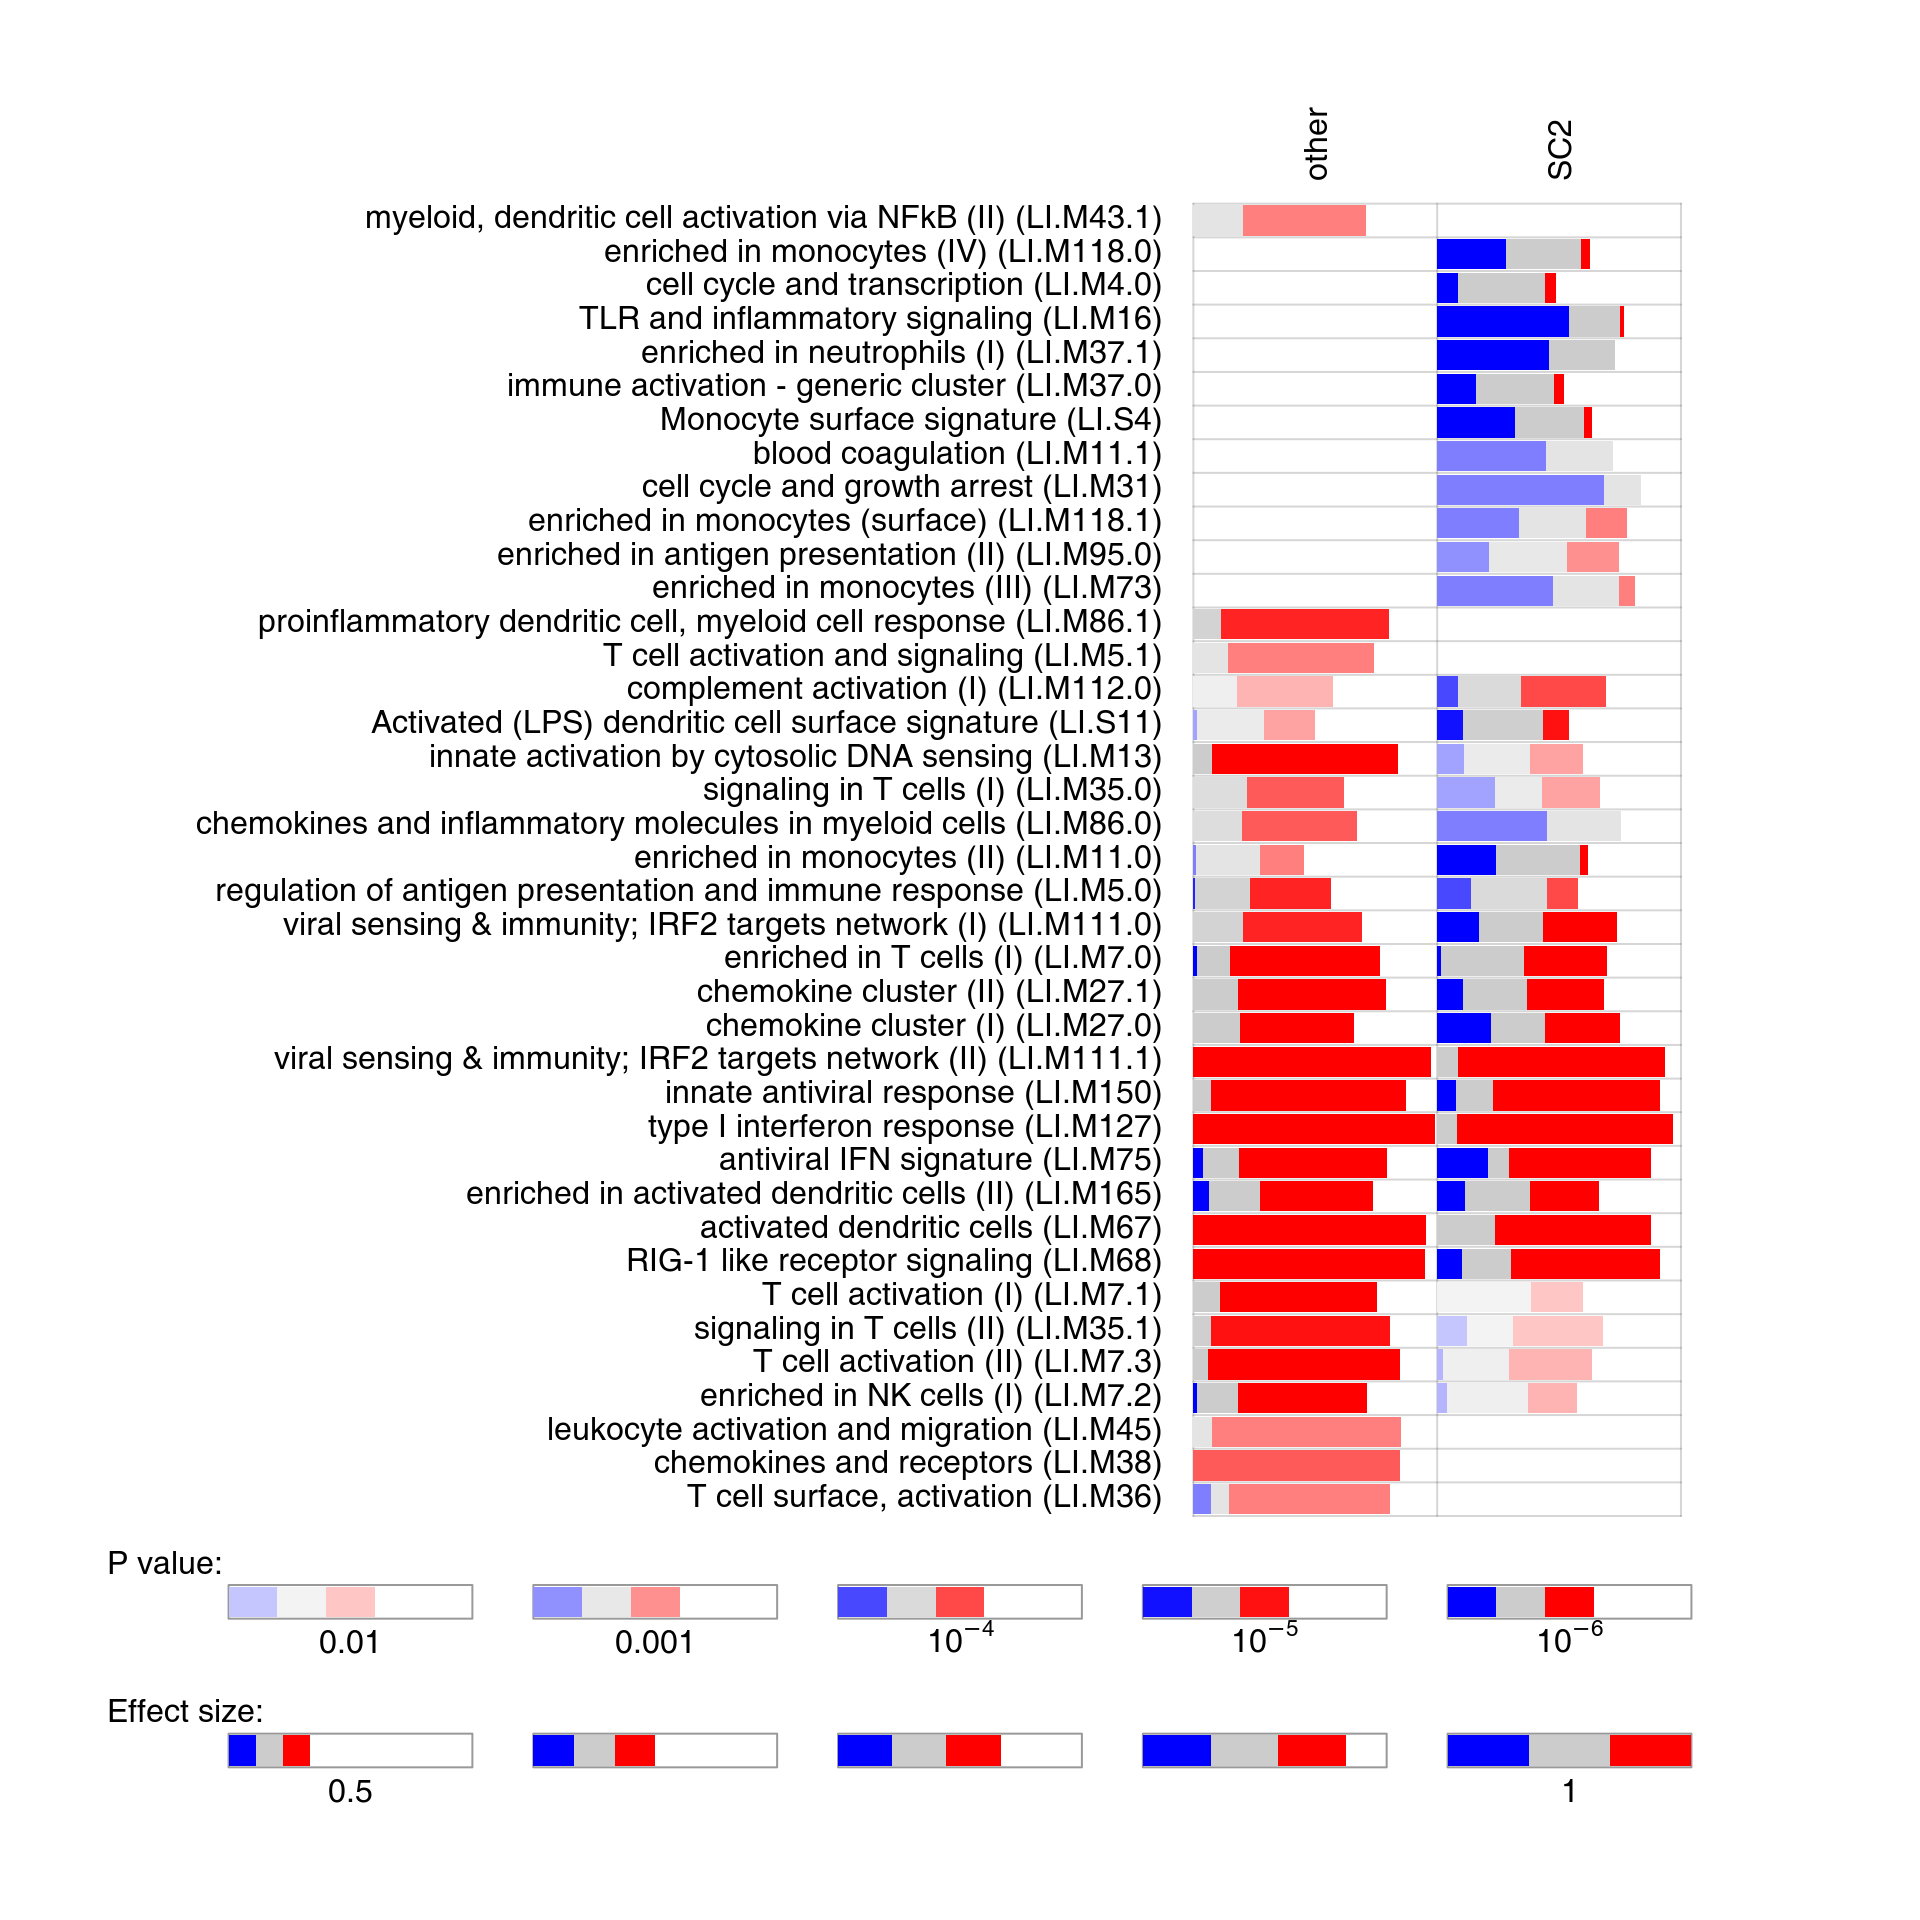 other
SC2
myeloid, dendritic cell activation via NFkB (II) (LI.M43.1)
enriched in monocytes (IV) (LI.M118.0)
cell cycle and transcription (LI.M4.0)
TLR and inflammatory signaling (LI.M16)
enriched in neutrophils (I) (LI.M37.1)
immune activation - generic cluster (LI.M37.0)
Monocyte surface signature (LI.S4)
blood coagulation (LI.M11.1)
cell cycle and growth arrest (LI.M31)
enriched in monocytes (surface) (LI.M118.1)
enriched in antigen presentation (II) (LI.M95.0)
enriched in monocytes (III) (LI.M73)
proinflammatory dendritic cell, myeloid cell response (LI.M86.1)
T cell activation and signaling (LI.M5.1)
complement activation (I) (LI.M112.0)
Activated (LPS) dendritic cell surface signature (LI.S11)
innate activation by cytosolic DNA sensing (LI.M13)
signaling in T cells (I) (LI.M35.0)
chemokines and inflammatory molecules in myeloid cells (LI.M86.0)
enriched in monocytes (II) (LI.M11.0)
regulation of antigen presentation and immune response (LI.M5.0)
viral sensing & immunity; IRF2 targets network (I) (LI.M111.0)
enriched in T cells (I) (LI.M7.0)
chemokine cluster (II) (LI.M27.1)
chemokine cluster (I) (LI.M27.0)
viral sensing & immunity; IRF2 targets network (II) (LI.M111.1)
innate antiviral response (LI.M150)
type I interferon response (LI.M127)
antiviral IFN signature (LI.M75)
enriched in activated dendritic cells (II) (LI.M165)
activated dendritic cells (LI.M67)
RIG-1 like receptor signaling (LI.M68)
T cell activation (I) (LI.M7.1)
signaling in T cells (II) (LI.M35.1)
T cell activation (II) (LI.M7.3)
enriched in NK cells (I) (LI.M7.2)
leukocyte activation and migration (LI.M45)
chemokines and receptors (LI.M38)
T cell surface, activation (LI.M36)
P value:
0.01 0.001 10⁻⁴ 10⁻⁵ 10⁻⁶
Effect size:
0.5 1